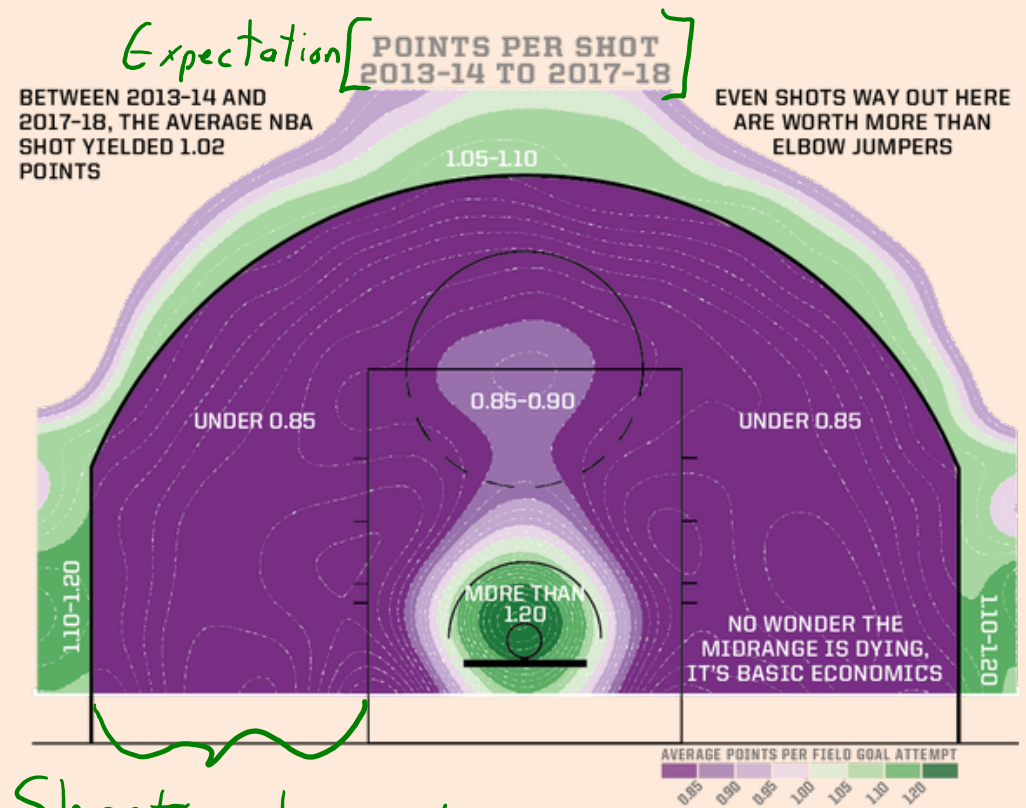 Expectation
POINTS PER SHOT
2013-14 TO 2017-18
BETWEEN 2013-14 AND
2017-18, THE AVERAGE NBA
SHOT YIELDED 1.02
POINTS
EVEN SHOTS WAY OUT HERE
ARE WORTH MORE THAN
ELBOW JUMPERS
1.05-1.10
0.85-0.90
UNDER 0.85
UNDER 0.85
1.10-1.20
MORE THAN
1.20
1.10-1.20
NO WONDER THE
MIDRANGE IS DYING,
IT'S BASIC ECONOMICS
AVERAGE POINTS PER FIELD GOAL ATTEMPT
0.85 0.90 0.95 1.00 1.05 1.10 1.20